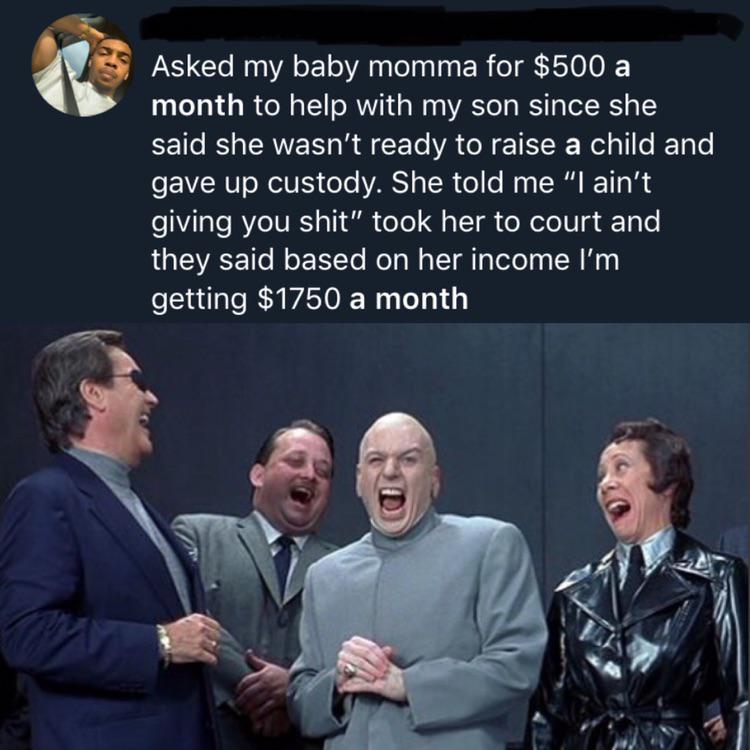 Asked my baby momma for $500 a
month to help with my son since she
said she wasn’t ready to raise a child and
gave up custody. She told me “I ain’t
giving you shit” took her to court and
they said based on her income I’m
getting $1750 a month